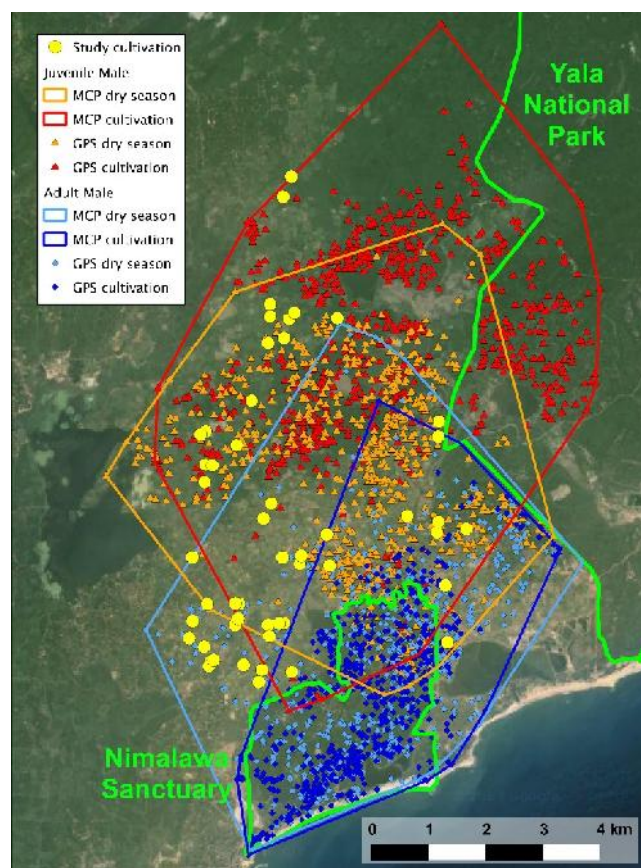 Study cultivation
Juvenile Male
MCP dry season
MCP cultivation
GPS dry season
GPS cultivation
Adult Male
MCP dry season
MCP cultivation
GPS dry season
GPS cultivation
Yala
National
Park
Nimalawa
Sanctuary
0 1 2 3 4 km